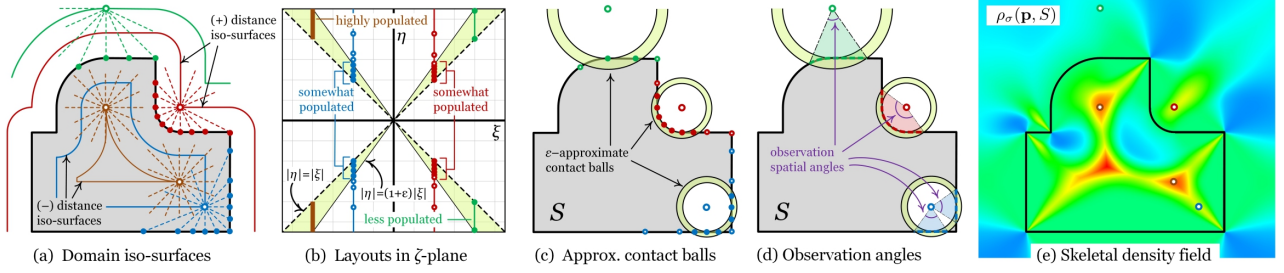 (+) distance
iso-surfaces
(−) distance
iso-surfaces
(a) Domain iso-surfaces
highly populated
η
somewhat
populated
somewhat
populated
ξ
|η|=|ξ|
|η|=(1+ε)|ξ|
less populated
(b) Layouts in ζ-plane
ε−approximate
contact balls
S
(c) Approx. contact balls
observation
spatial angles
S
(d) Observation angles
ρσ(p, S)
(e) Skeletal density field